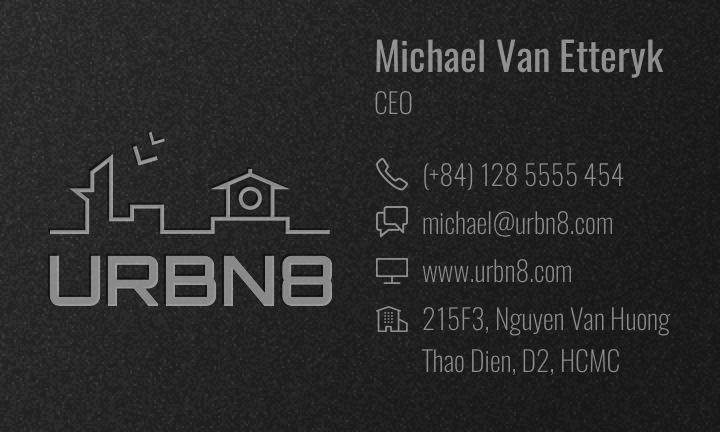 URBN8
Michael Van Etteryk
CEO
(+84) 128 5555 454
michael@urbn8.com
www.urbn8.com
215F3, Nguyen Van Huong
Thao Dien, D2, HCMC